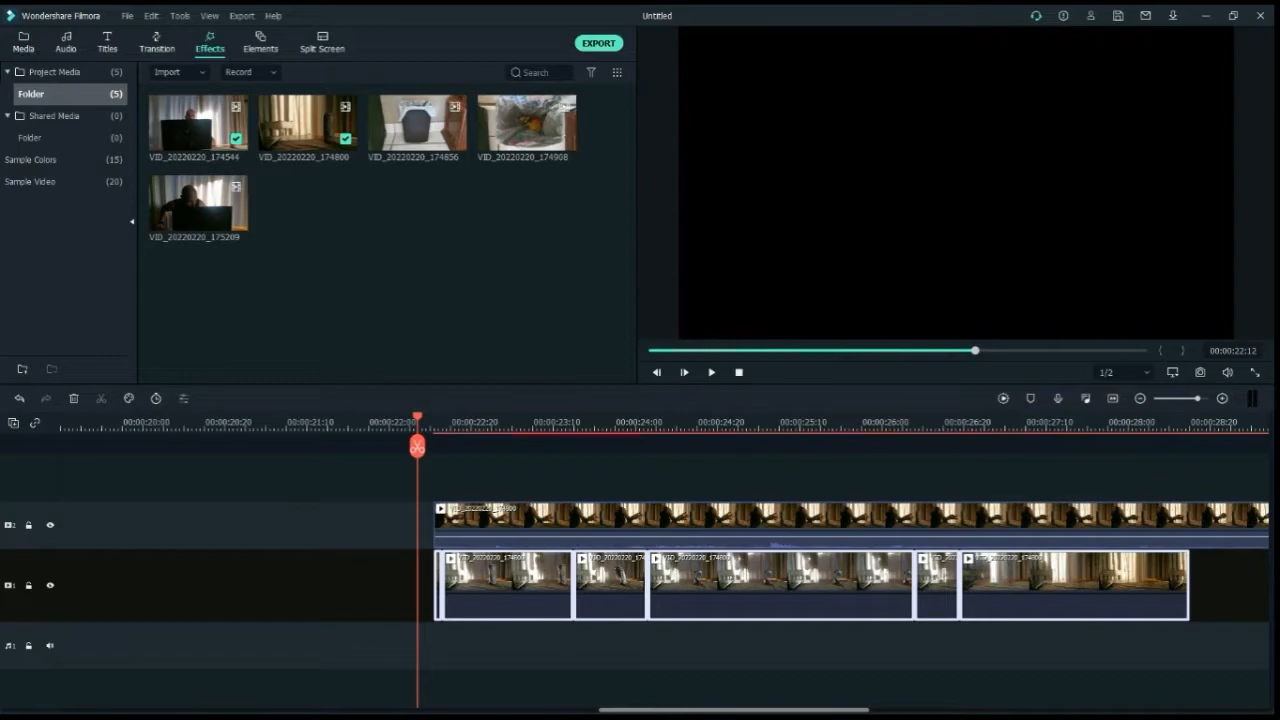 Wondershare Filmora File Edit Tools View Export Help Untitled
Media Audio Titles Transition Effects Elements Split Screen EXPORT
Project Media (5) Import Record Search
Folder (5)
Shared Media (0)
Folder (0)
Sample Colors (15)
Sample Video (20)
VID_20220220_174544 VID_20220220_174800 VID_20220220_174856 VID_20220220_174908
VID_20220220_175209
00:00:22:12
1/2
00:00:20:00 00:00:20:20 00:00:21:10 00:00:22:00 00:00:22:20 00:00:23:10 00:00:24:00 00:00:24:20 00:00:25:10 00:00:26:00 00:00:26:20 00:00:27:10 00:00:28:00 00:00:28:20
2
1
1